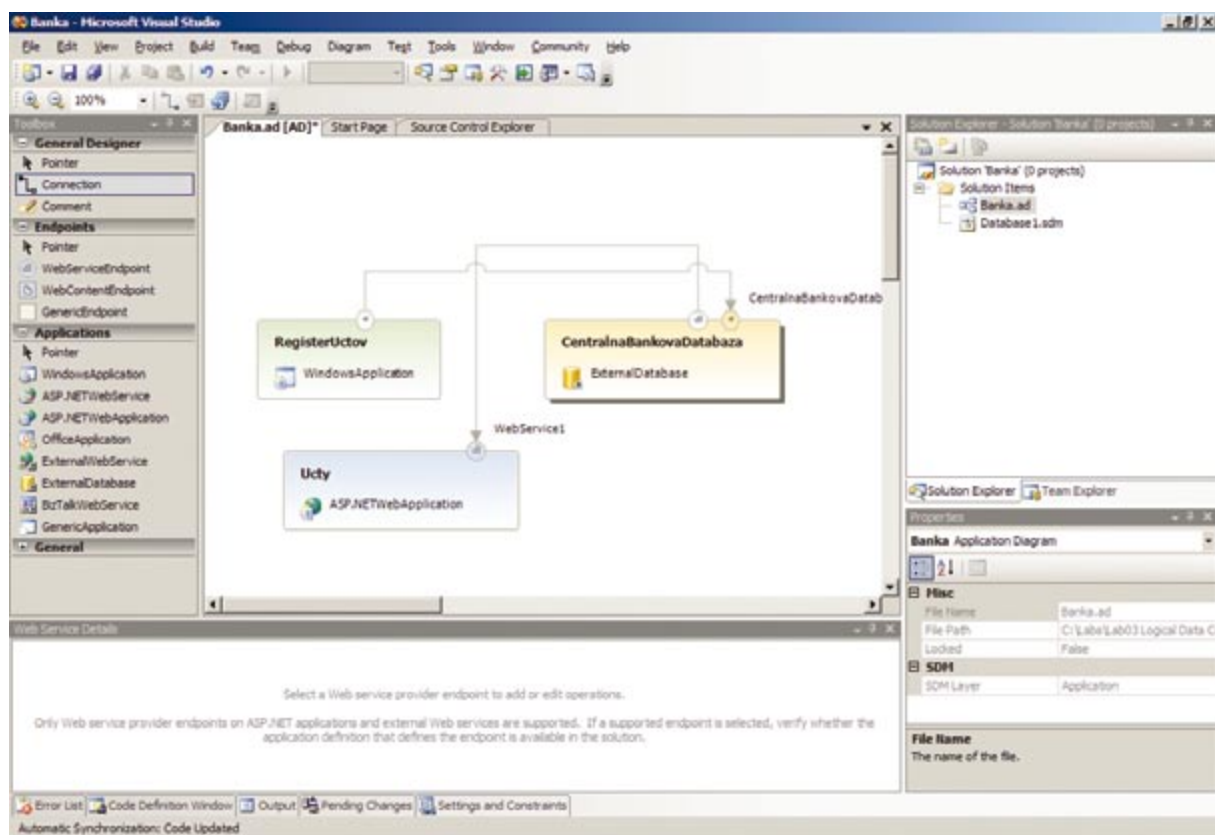 Banka - Microsoft Visual Studio
File Edit View Project Build Team Debug Diagram Test Tools Window Community Help
100%
Toolbox
General Designer
Pointer
Connection
Comment
Endpoints
Pointer
WebServiceEndpoint
WebContentEndpoint
GenericEndpoint
Applications
Pointer
WindowsApplication
ASP.NETWebService
ASP.NETWebApplication
OfficeApplication
ExternalWebService
ExternalDatabase
BizTalkWebService
GenericApplication
General
Banka.ad [AD]* Start Page Source Control Explorer
CentralnaBankovaDatab
RegisterUctov
WindowsApplication
CentralnaBankovaDatabaza
ExternalDatabase
WebService1
Ucty
ASP.NETWebApplication
Solution Explorer - Solution 'Banka' (0 projects)
Solution 'Banka' (0 projects)
Solution Items
Banka.ad
Database1.sdm
Solution Explorer Team Explorer
Properties
Banka Application Diagram
Misc
File Name Banka.ad
File Path C:\Labs\Lab03 Logical Data C
Locked False
SDM
SDM Layer Application
File Name
The name of the file.
Web Service Details
Select a Web service provider endpoint to add or edit operations.
Only Web service provider endpoints on ASP.NET applications and external Web services are supported. If a supported endpoint is selected, verify whether the
application definition that defines the endpoint is available in the solution.
Error List Code Definition Window Output Pending Changes Settings and Constraints
Automatic Synchronization: Code Updated